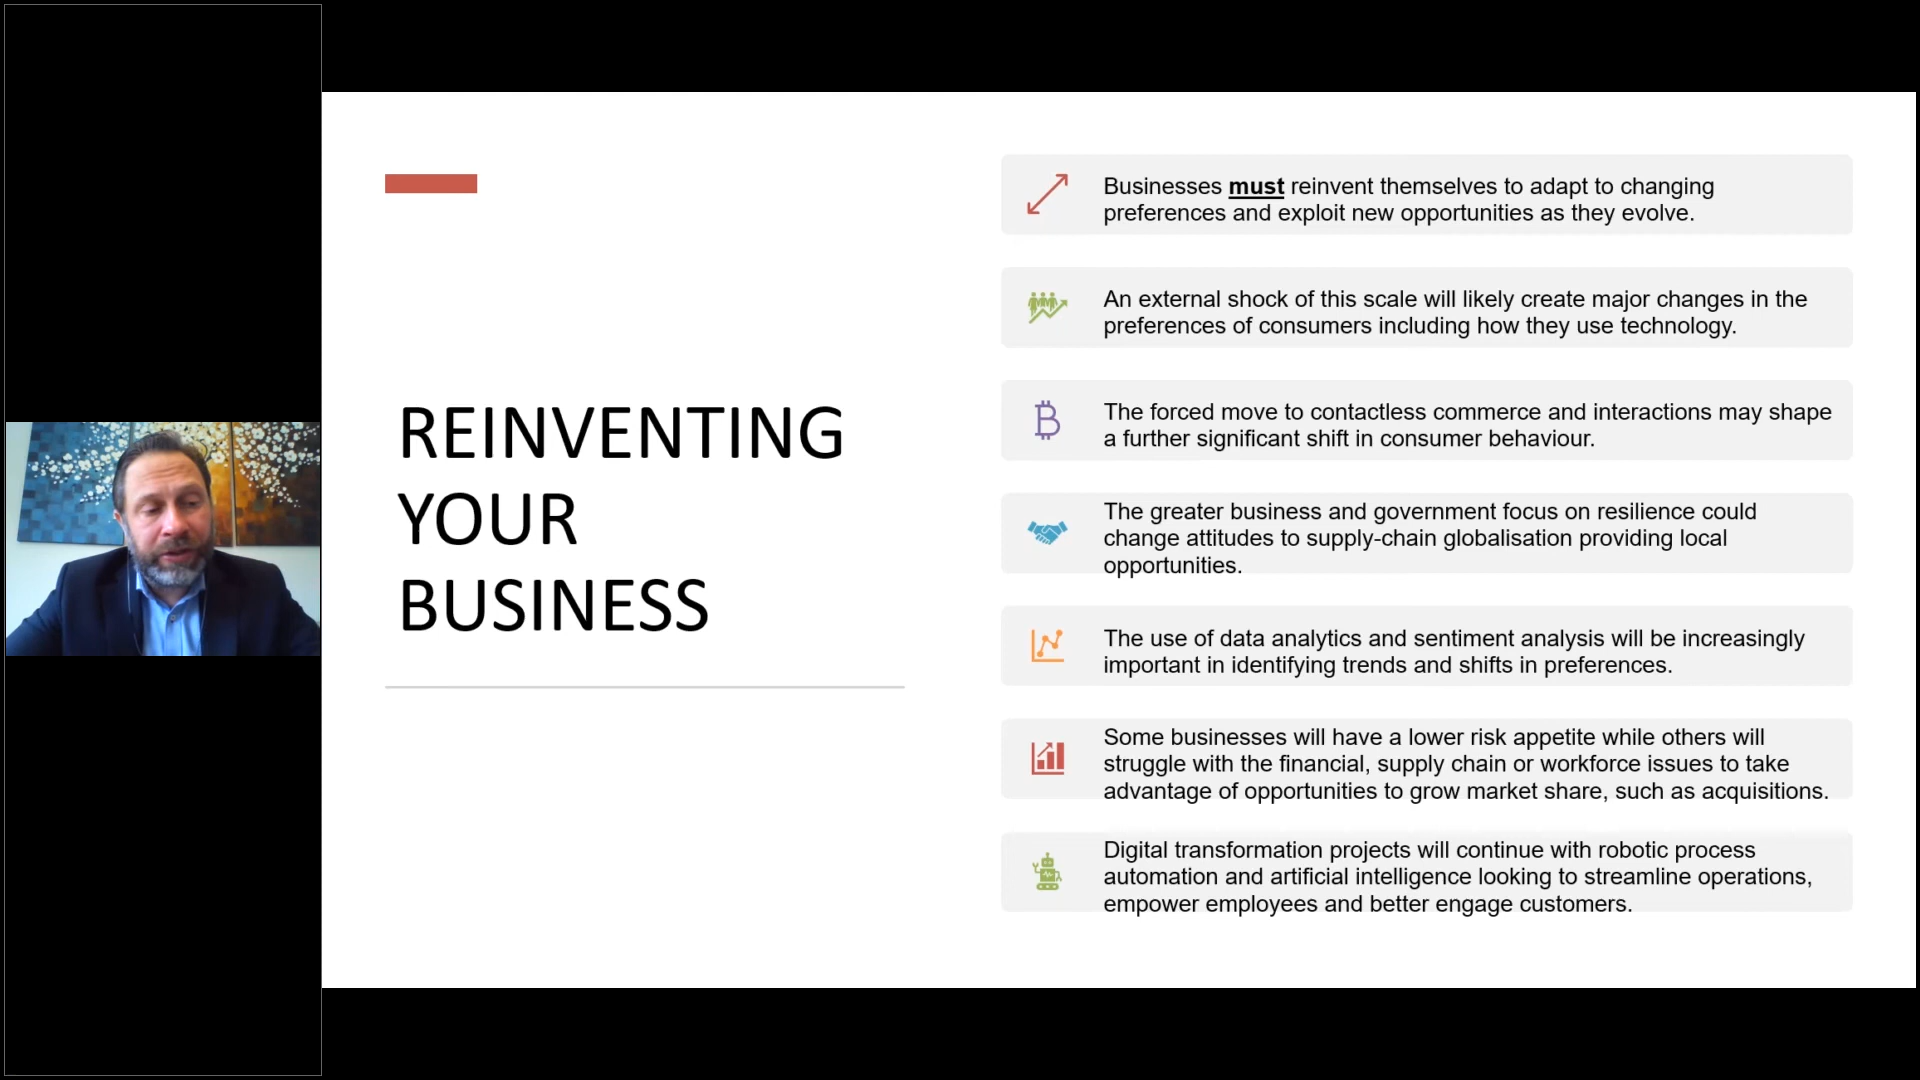 REINVENTING
YOUR
BUSINESS
Businesses must reinvent themselves to adapt to changing
preferences and exploit new opportunities as they evolve.
An external shock of this scale will likely create major changes in the
preferences of consumers including how they use technology.
The forced move to contactless commerce and interactions may shape
a further significant shift in consumer behaviour.
The greater business and government focus on resilience could
change attitudes to supply-chain globalisation providing local
opportunities.
The use of data analytics and sentiment analysis will be increasingly
important in identifying trends and shifts in preferences.
Some businesses will have a lower risk appetite while others will
struggle with the financial, supply chain or workforce issues to take
advantage of opportunities to grow market share, such as acquisitions.
Digital transformation projects will continue with robotic process
automation and artificial intelligence looking to streamline operations,
empower employees and better engage customers.